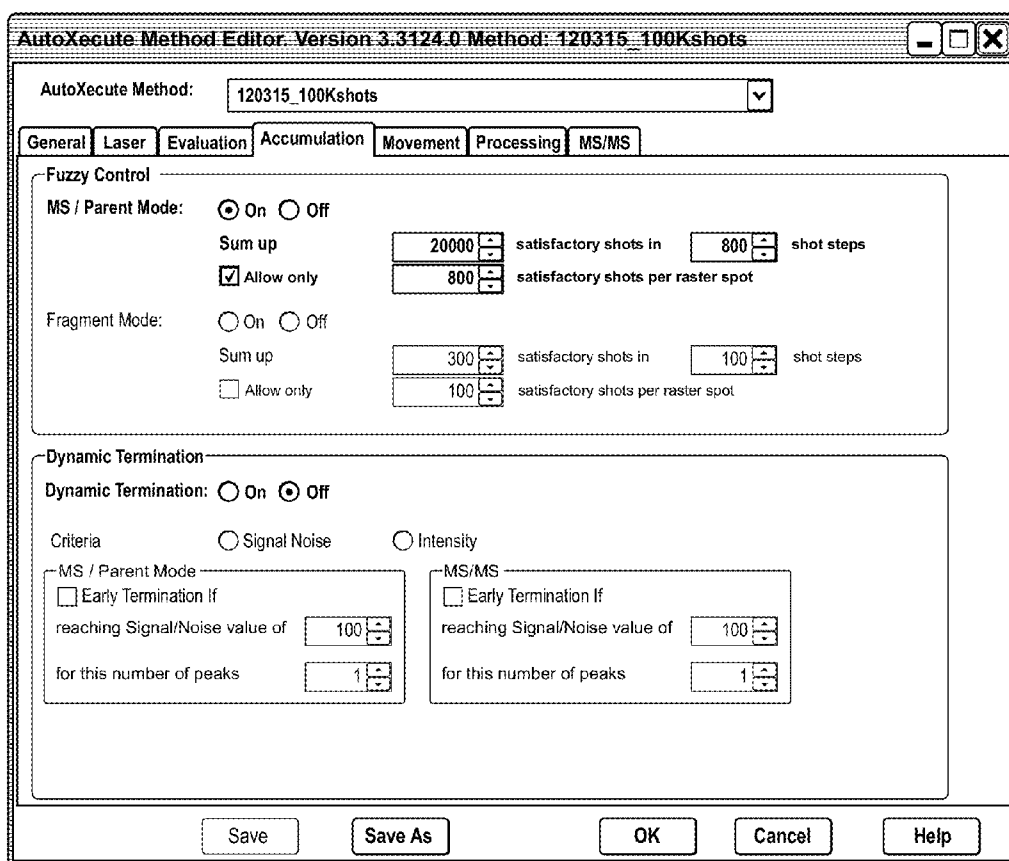 AutoXecute Method Editor. Version 3.3124.0 Method: 120315_100Kshots
AutoXecute Method: 120315_100Kshots
General Laser Evaluation Accumulation Movement Processing MS/MS
Fuzzy Control
MS / Parent Mode: On Off
Sum up 20000 satisfactory shots in 800 shot steps
Allow only 800 satisfactory shots per raster spot
Fragment Mode: On Off
Sum up 300 satisfactory shots in 100 shot steps
Allow only 100 satisfactory shots per raster spot
Dynamic Termination
Dynamic Termination: On Off
Criteria Signal Noise Intensity
MS / Parent Mode MS/MS
Early Termination If Early Termination If
reaching Signal/Noise value of 100 reaching Signal/Noise value of 100
for this number of peaks 1 for this number of peaks 1
Save Save As OK Cancel Help